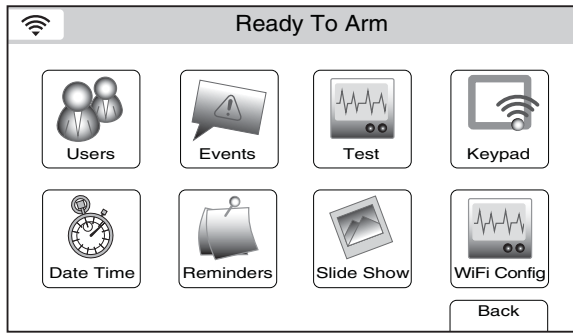 Ready To Arm
Users
Events
Test
Keypad
Date Time
Reminders
Slide Show
WiFi Config
Back